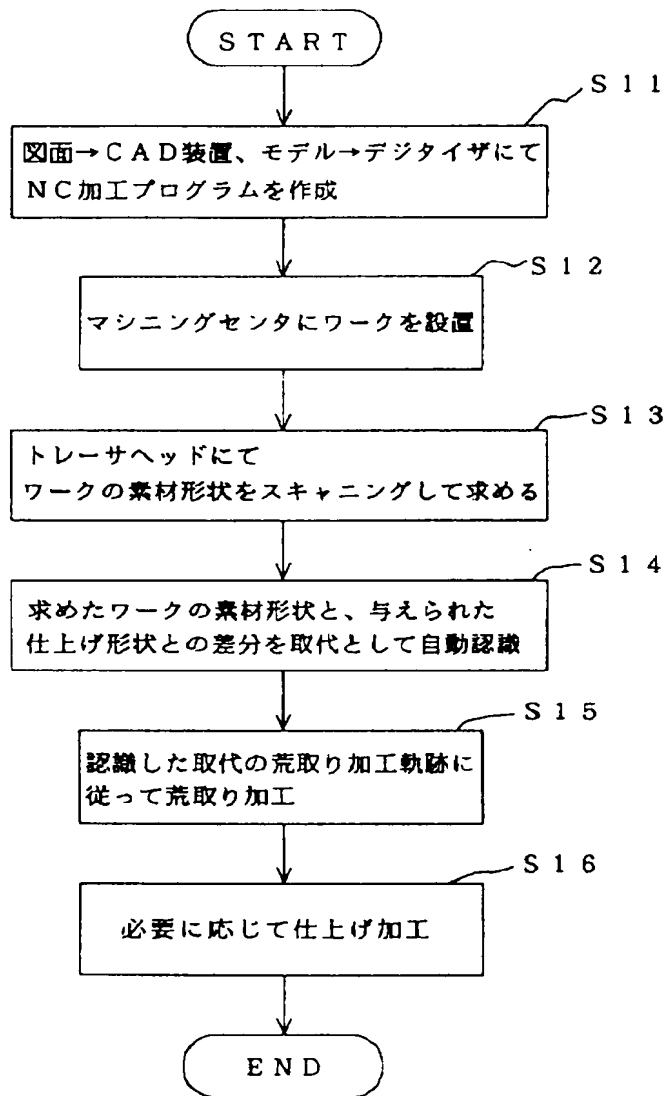 START
S11
図面→CAD装置、モデル→デジタイザにて
NC加工プログラムを作成
S12
マシニングセンタにワークを設置
S13
トレーサヘッドにて
ワークの素材形状をスキャニングして求める
S14
求めたワークの素材形状と、与えられた
仕上げ形状との差分を取代として自動認識
S15
認識した取代の荒取り加工軌跡に
従って荒取り加工
S16
必要に応じて仕上げ加工
END